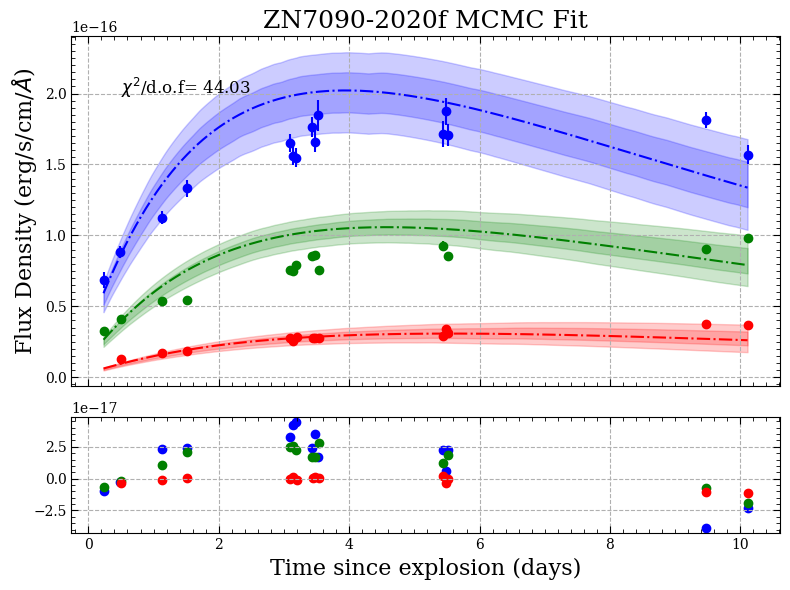 ZN7090-2020f MCMC Fit
1e−16
χ²/d.o.f= 44.03
2.0
1.5
1.0
0.5
0.0
Flux Density (erg/s/cm/Å)
1e−17
2.5
0.0
−2.5
0 2 4 6 8 10
Time since explosion (days)